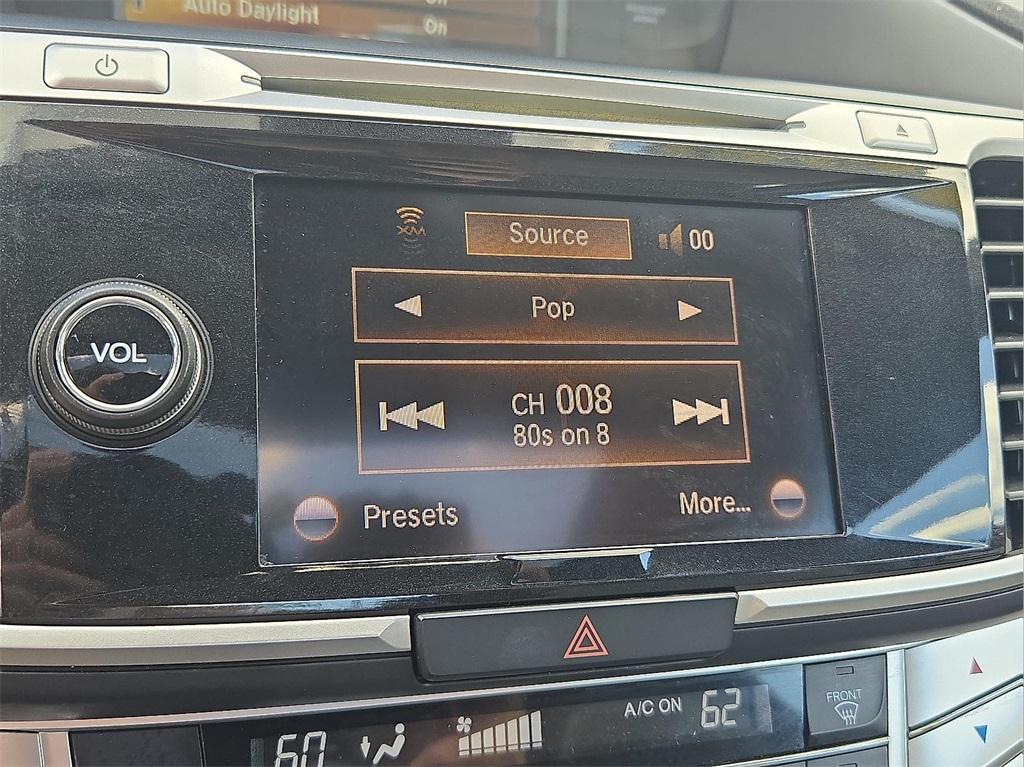 Auto Daylight
On
XM
Source
00
Pop
CH 008
80s on 8
Presets
More...
VOL
A/C ON
60
62
FRONT